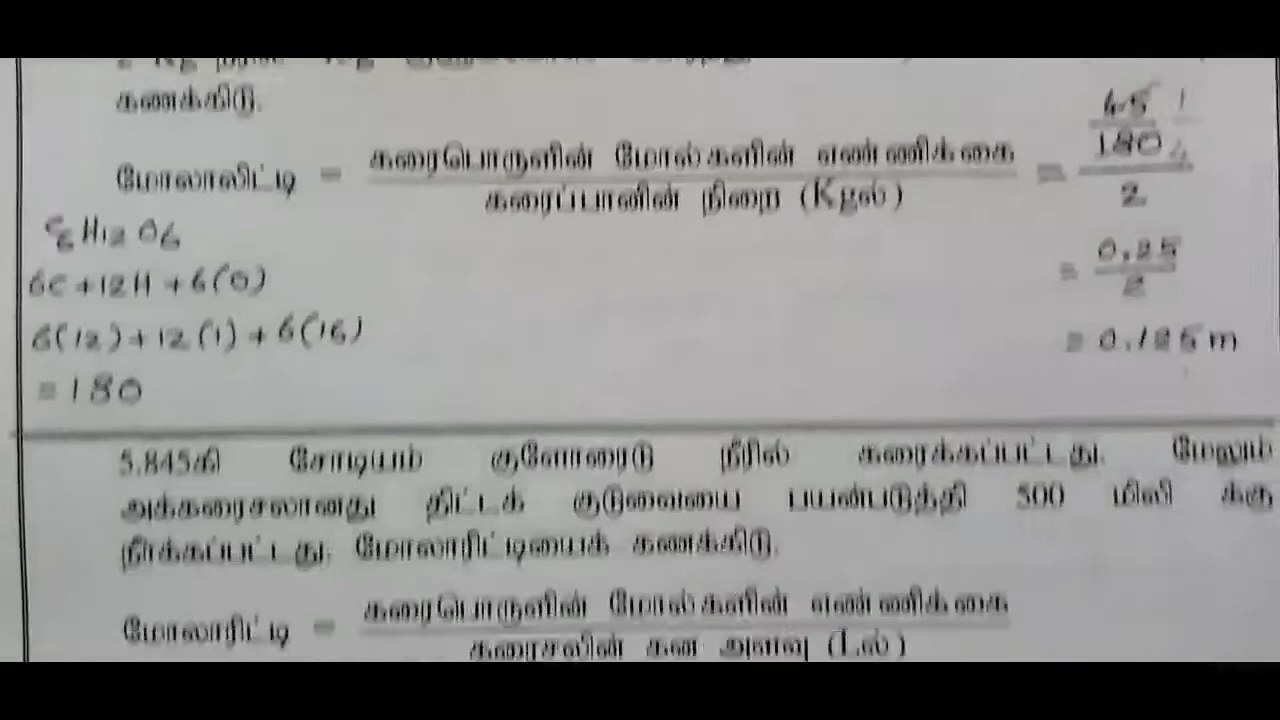 கணக்கிடு.
மோலாலிட்டி = கரைபொருளின் மோல்களின் எண்ணிக்கை / கரைப்பானின் நிறை (Kgல்) = 45/180 / 2
C6H12O6
6C + 12H + 6(O)
= 0.25/2
6(12) + 12(1) + 6(16)
= 0.125 m
= 180
5.845கி சோடியம் குளோரைடு நீரில் கரைக்கப்பட்டது. மேலும்
அக்கரைசலானது திட்டக் குடுவையை பயன்படுத்தி 500 மிலி க்கு
நீர்க்கப்பட்டது. மோலாரிட்டியைக் கணக்கிடு.
மோலாரிட்டி = கரைபொருளின் மோல்களின் எண்ணிக்கை / கரைசலின் கன அளவு (Lல்)